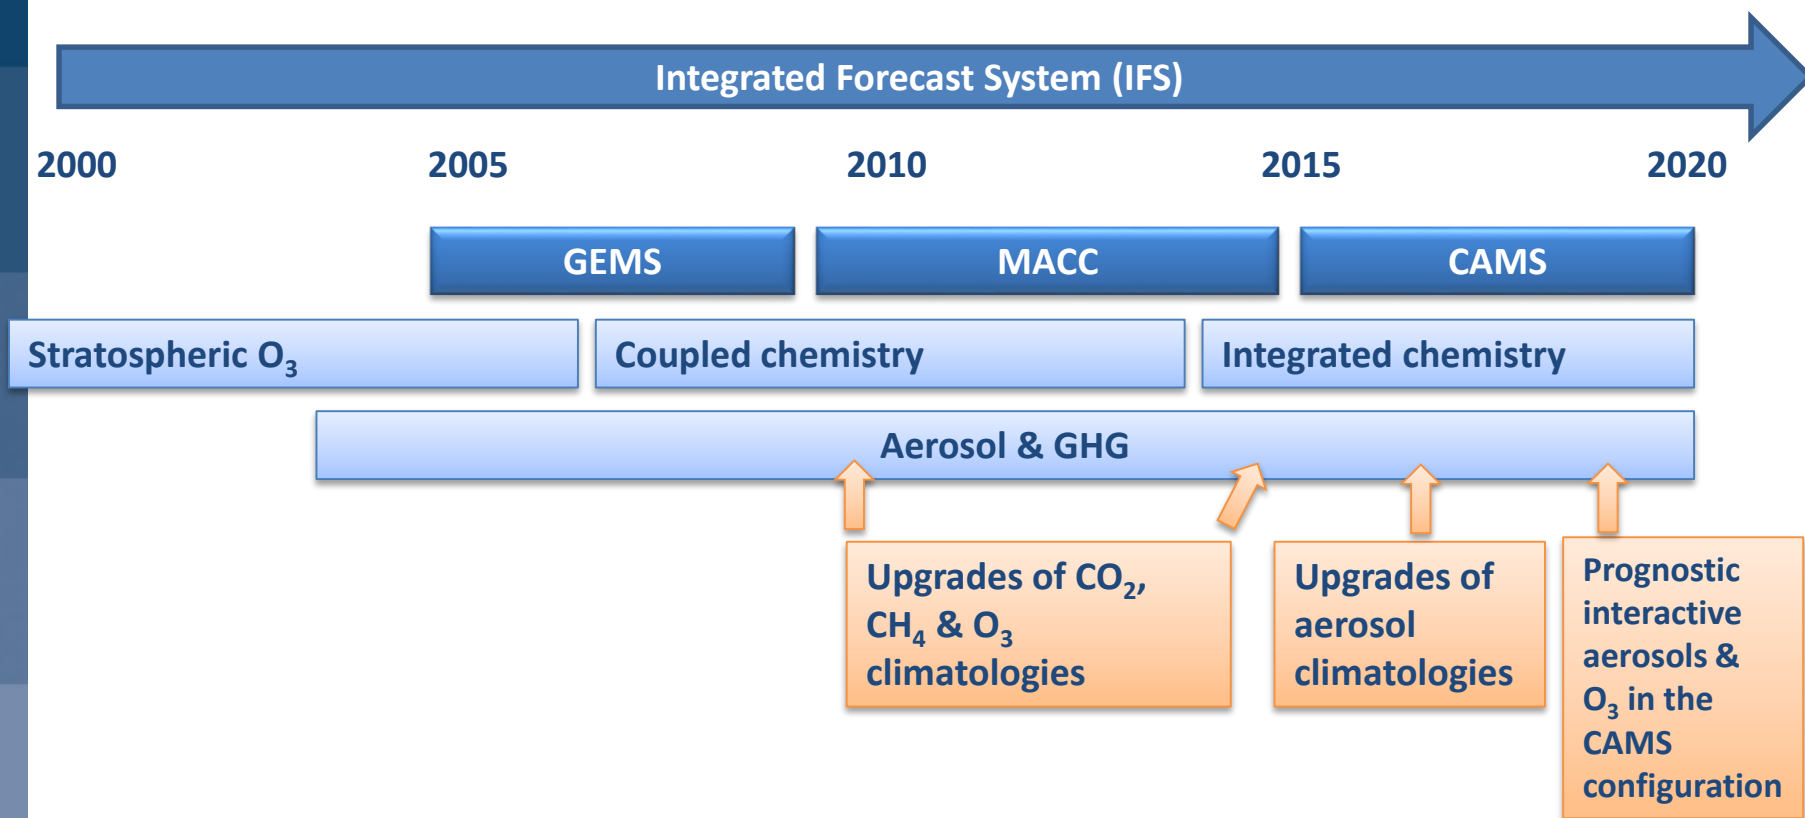 Integrated Forecast System (IFS)
2000 2005 2010 2015 2020
GEMS MACC CAMS
Stratospheric O₃ Coupled chemistry Integrated chemistry
Aerosol & GHG
Upgrades of CO₂,
CH₄ & O₃
climatologies
Upgrades of
aerosol
climatologies
Prognostic
interactive
aerosols &
O₃ in the
CAMS
configuration